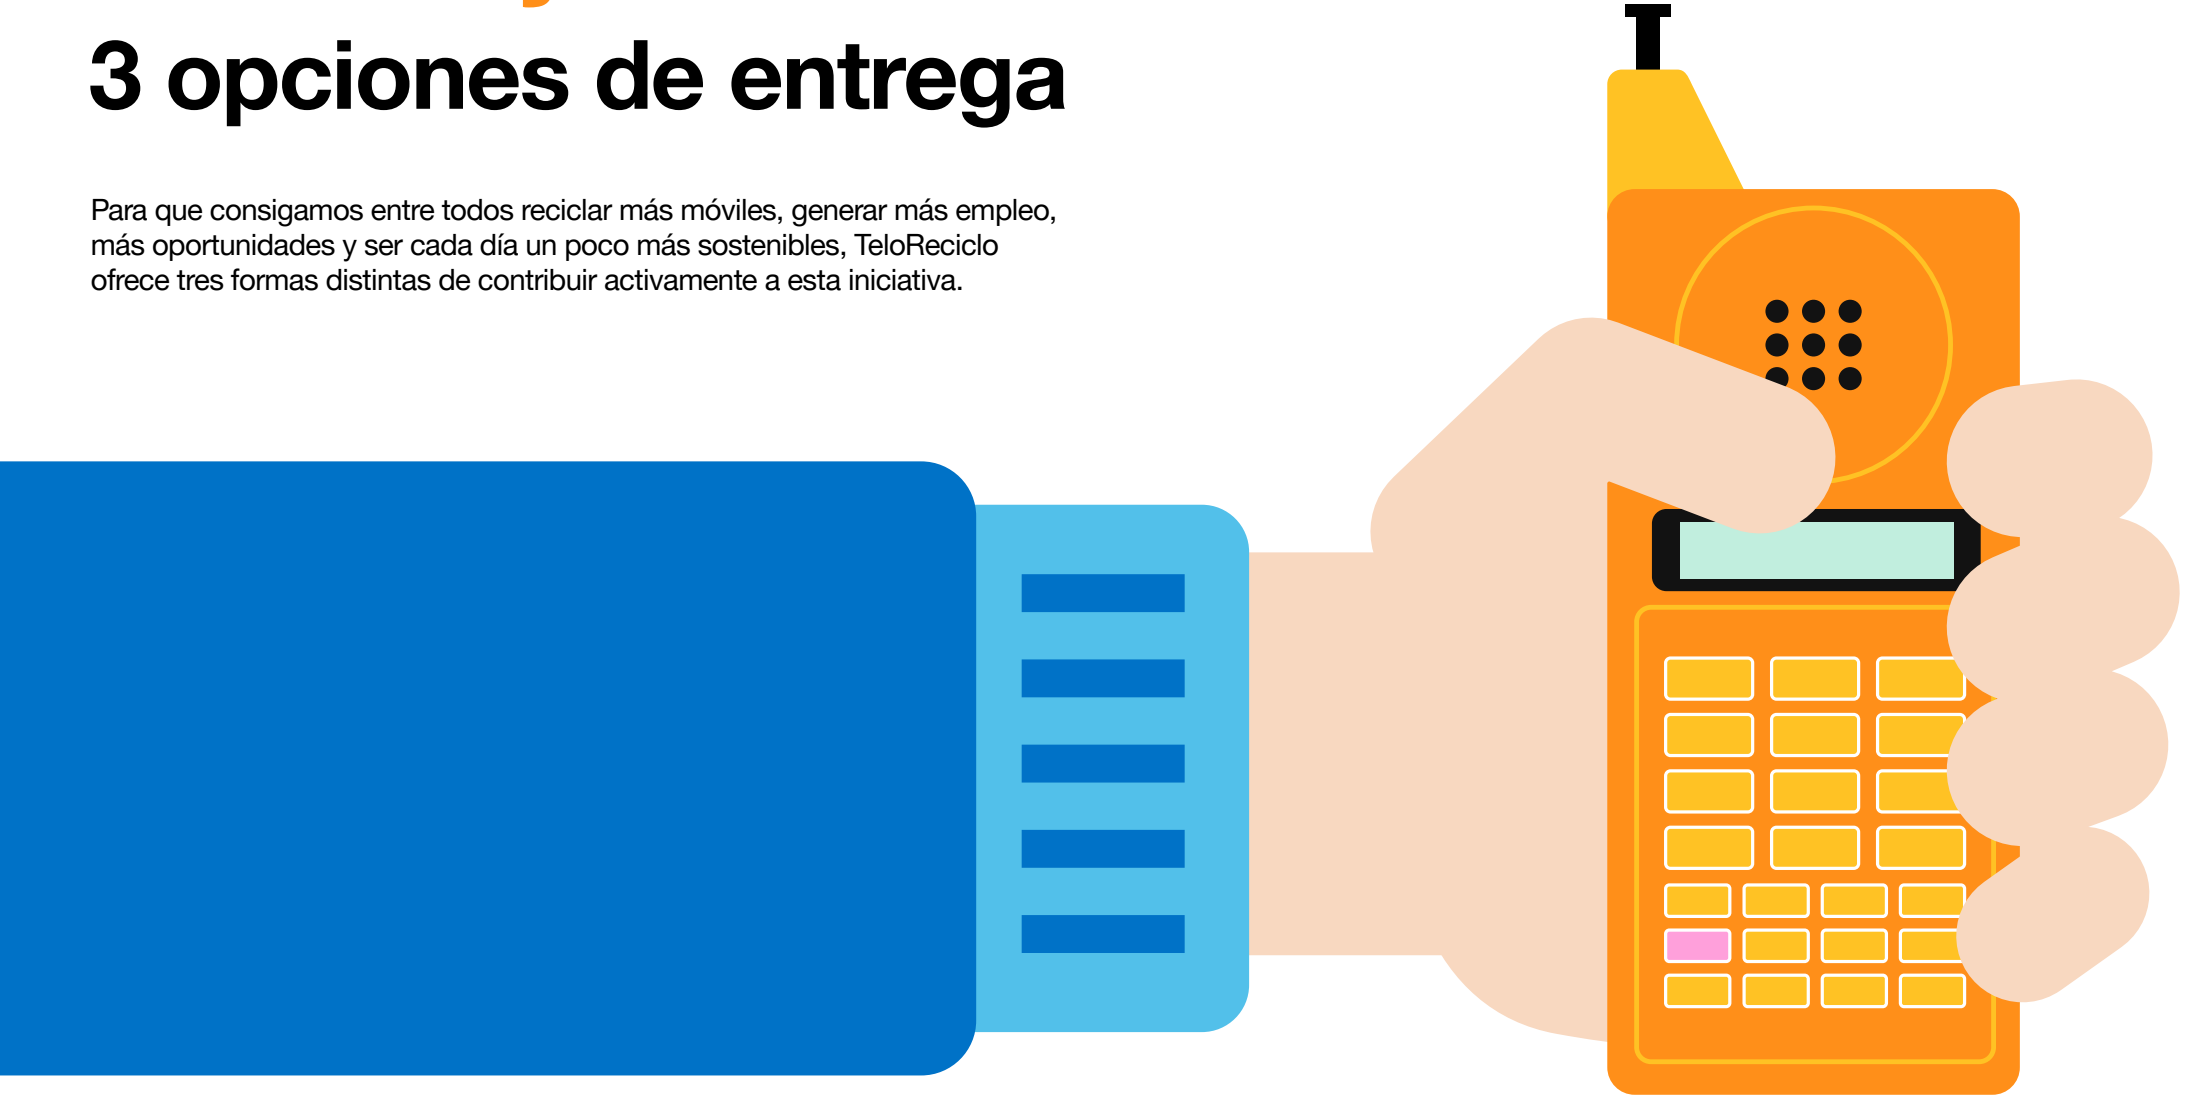 3 opciones de entrega
Para que consigamos entre todos reciclar más móviles, generar más empleo,
más oportunidades y ser cada día un poco más sostenibles, TeloReciclo
ofrece tres formas distintas de contribuir activamente a esta iniciativa.